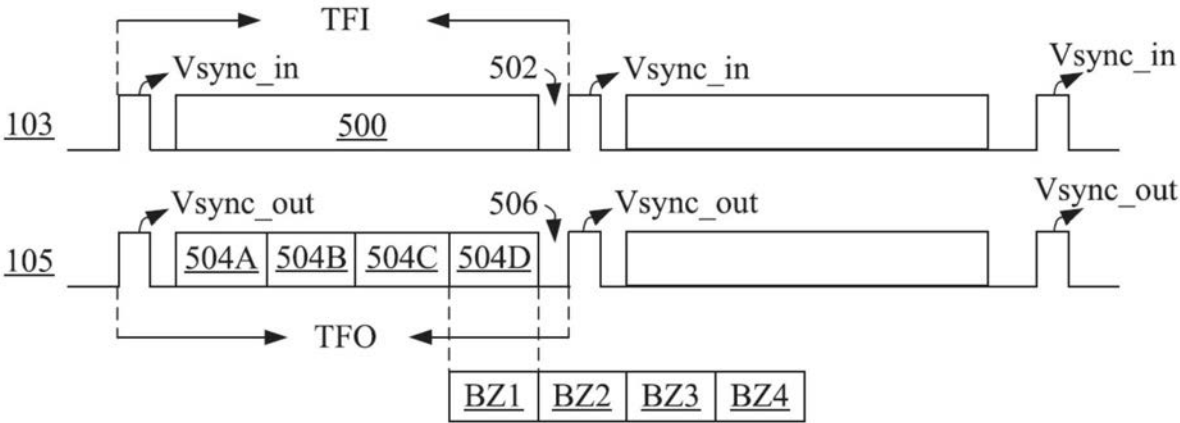 TFI
Vsync_in 502 Vsync_in Vsync_in
103 500
Vsync_out 506 Vsync_out Vsync_out
105 504A 504B 504C 504D
TFO
BZ1 BZ2 BZ3 BZ4